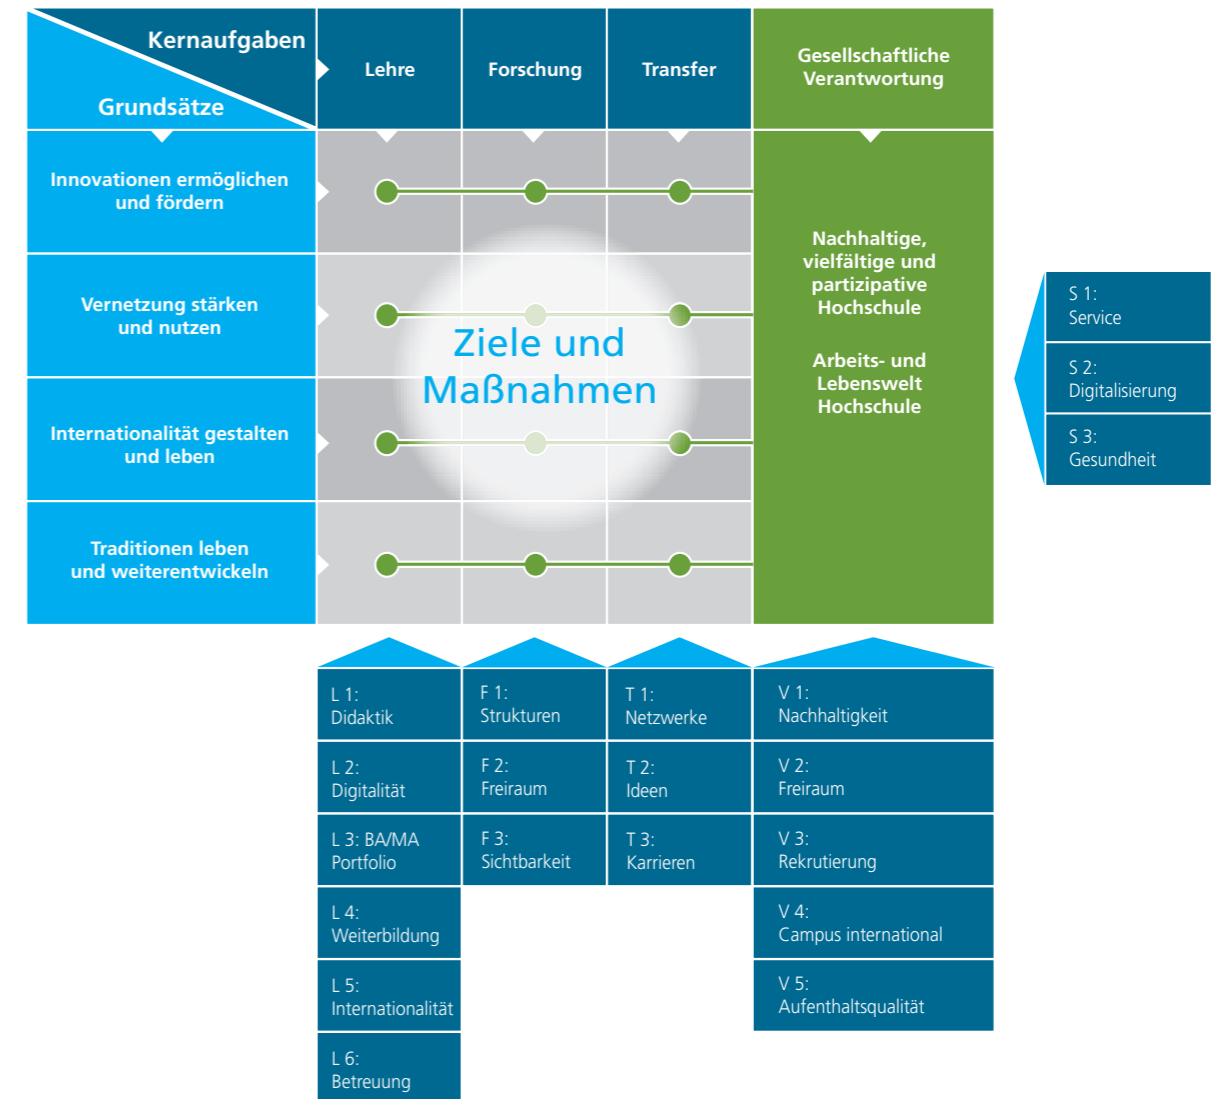 Kernaufgaben
Grundsätze
Lehre
Forschung
Transfer
Gesellschaftliche
Verantwortung
Innovationen ermöglichen
und fördern
Vernetzung stärken
und nutzen
Internationalität gestalten
und leben
Traditionen leben
und weiterentwickeln
Ziele und
Maßnahmen
Nachhaltige,
vielfältige und
partizipative
Hochschule
Arbeits- und
Lebenswelt
Hochschule
S 1:
Service
S 2:
Digitalisierung
S 3:
Gesundheit
L 1:
Didaktik
L 2:
Digitalität
L 3: BA/MA
Portfolio
L 4:
Weiterbildung
L 5:
Internationalität
L 6:
Betreuung
F 1:
Strukturen
F 2:
Freiraum
F 3:
Sichtbarkeit
T 1:
Netzwerke
T 2:
Ideen
T 3:
Karrieren
V 1:
Nachhaltigkeit
V 2:
Freiraum
V 3:
Rekrutierung
V 4:
Campus international
V 5:
Aufenthaltsqualität